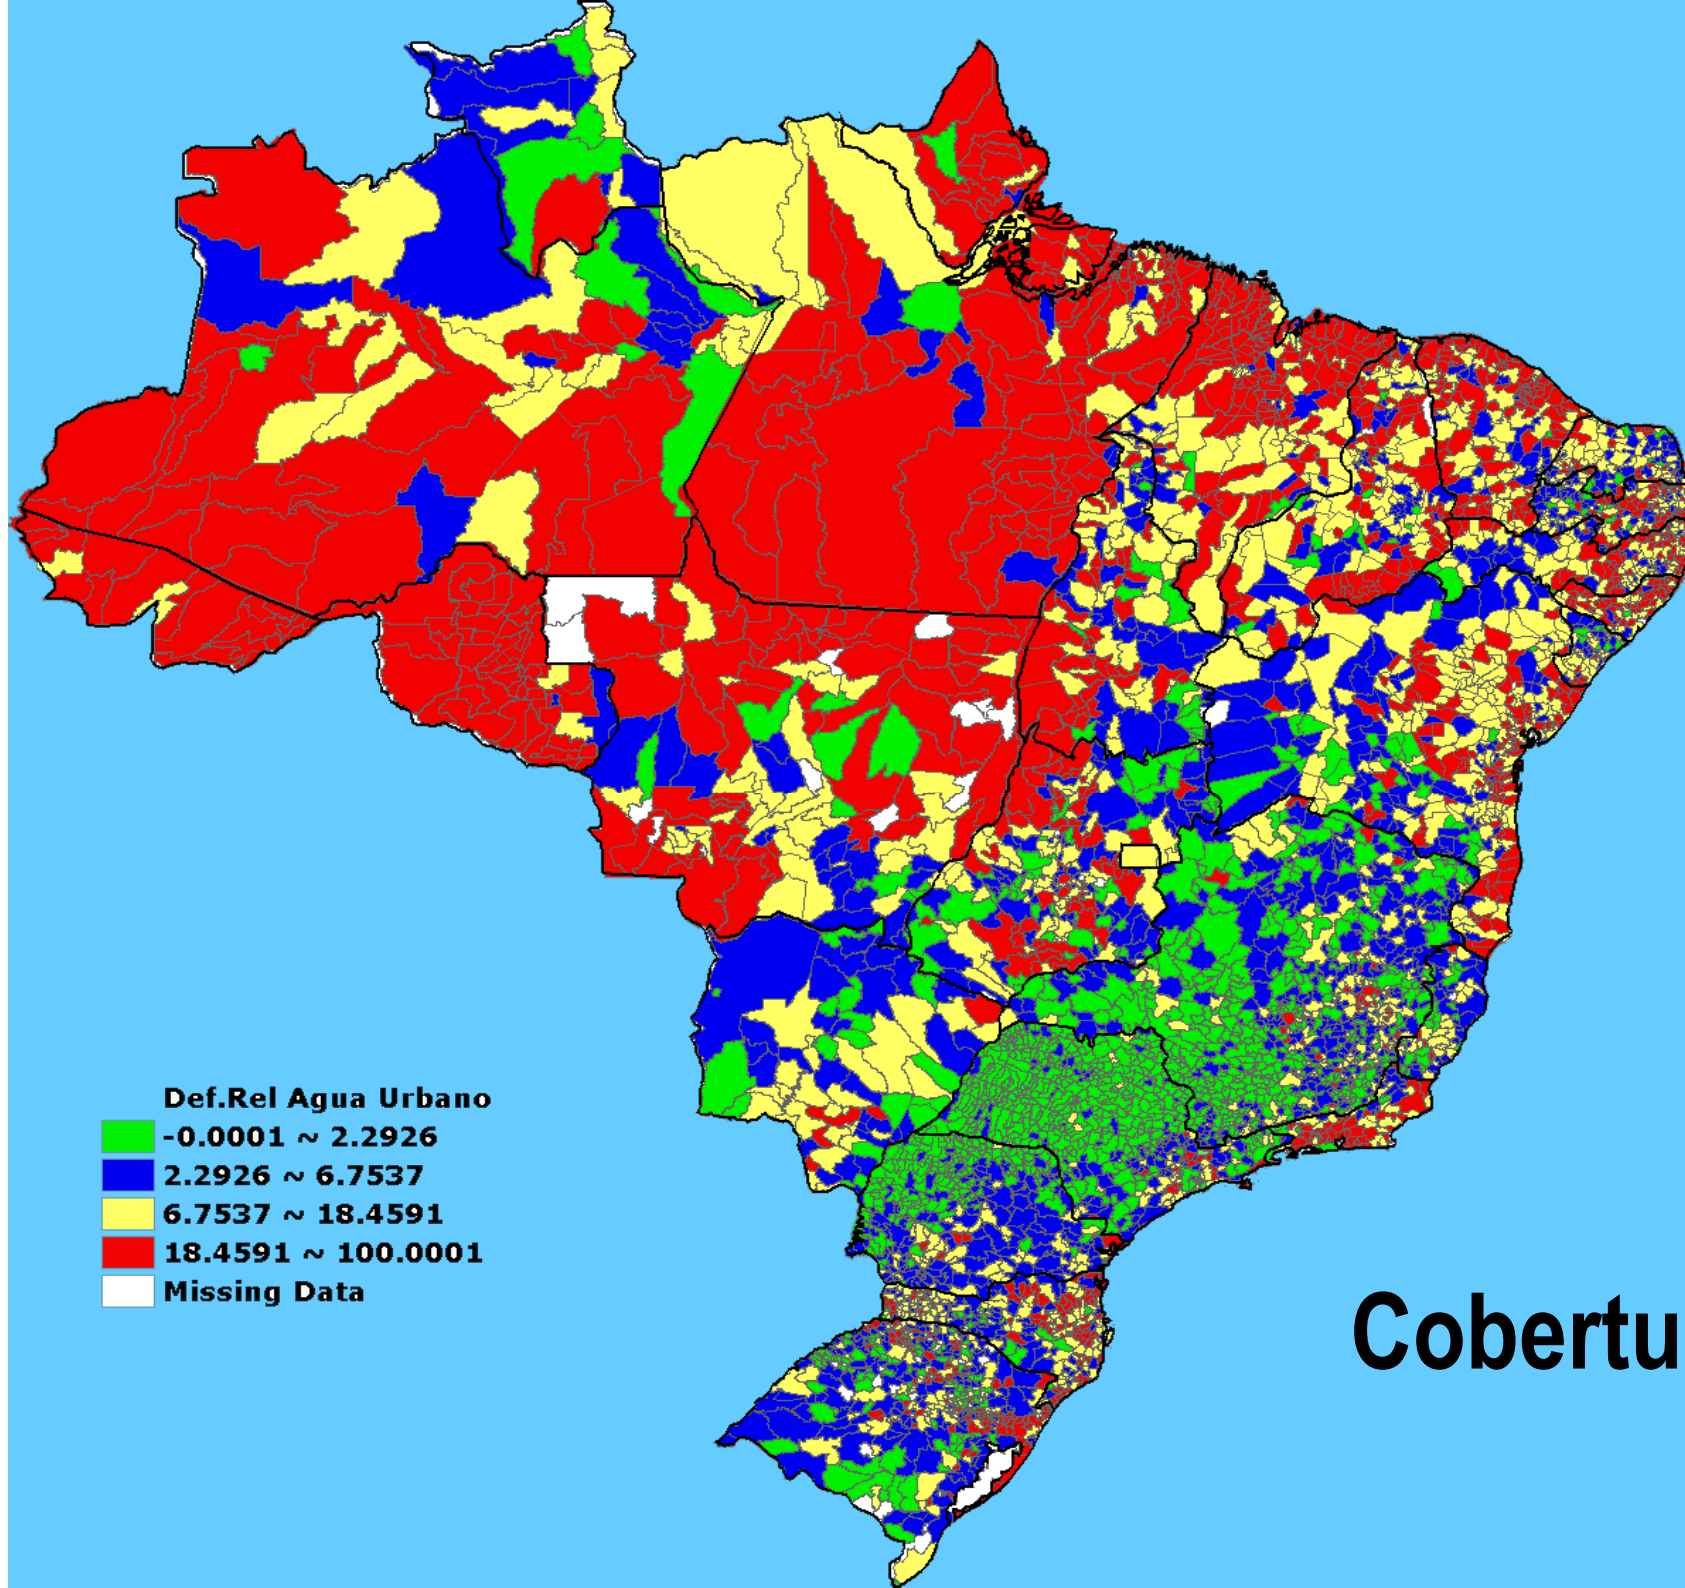 Def.Rel Agua Urbano
-0.0001 ~ 2.2926
2.2926 ~ 6.7537
6.7537 ~ 18.4591
18.4591 ~ 100.0001
Missing Data
Cobertu